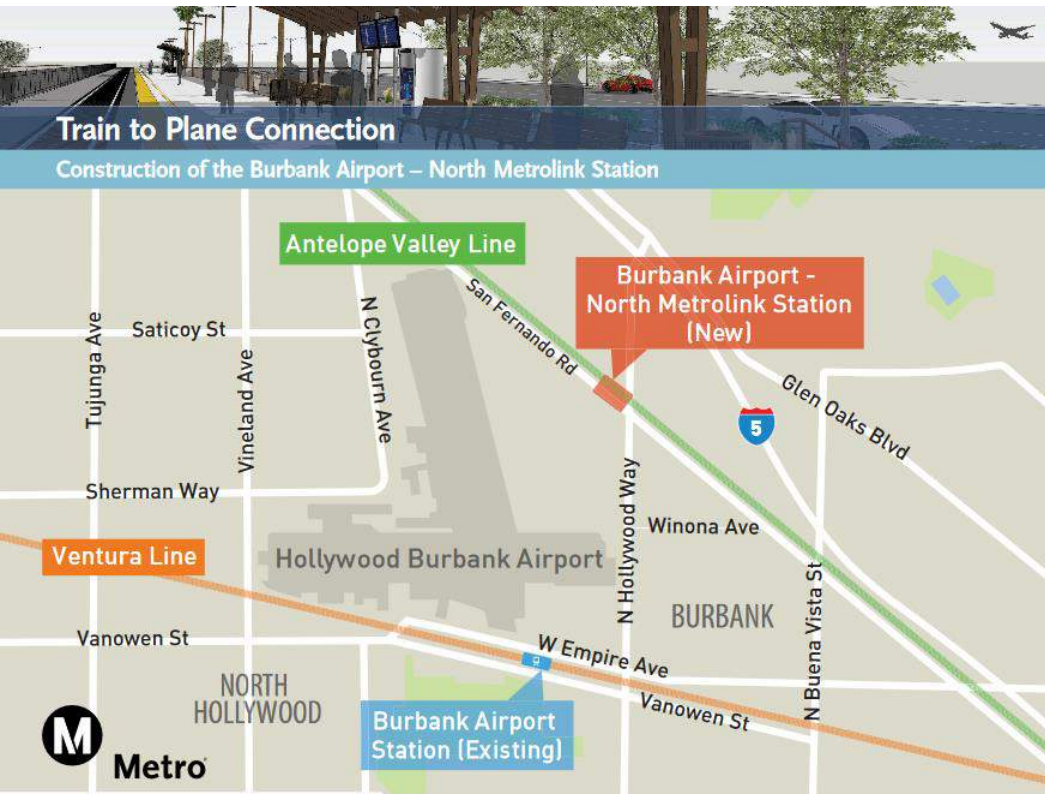 Train to Plane Connection
Construction of the Burbank Airport – North Metrolink Station
Antelope Valley Line
Burbank Airport -
North Metrolink Station
(New)
San Fernando Rd
N Clybourn Ave
Saticoy St
Tujunga Ave
Vineland Ave
Glen Oaks Blvd
5
Sherman Way
N Hollywood Way
Winona Ave
Ventura Line
Hollywood Burbank Airport
BURBANK
N Buena Vista St
Vanowen St
W Empire Ave
NORTH
HOLLYWOOD
Vanowen St
Burbank Airport
Station (Existing)
M
Metro